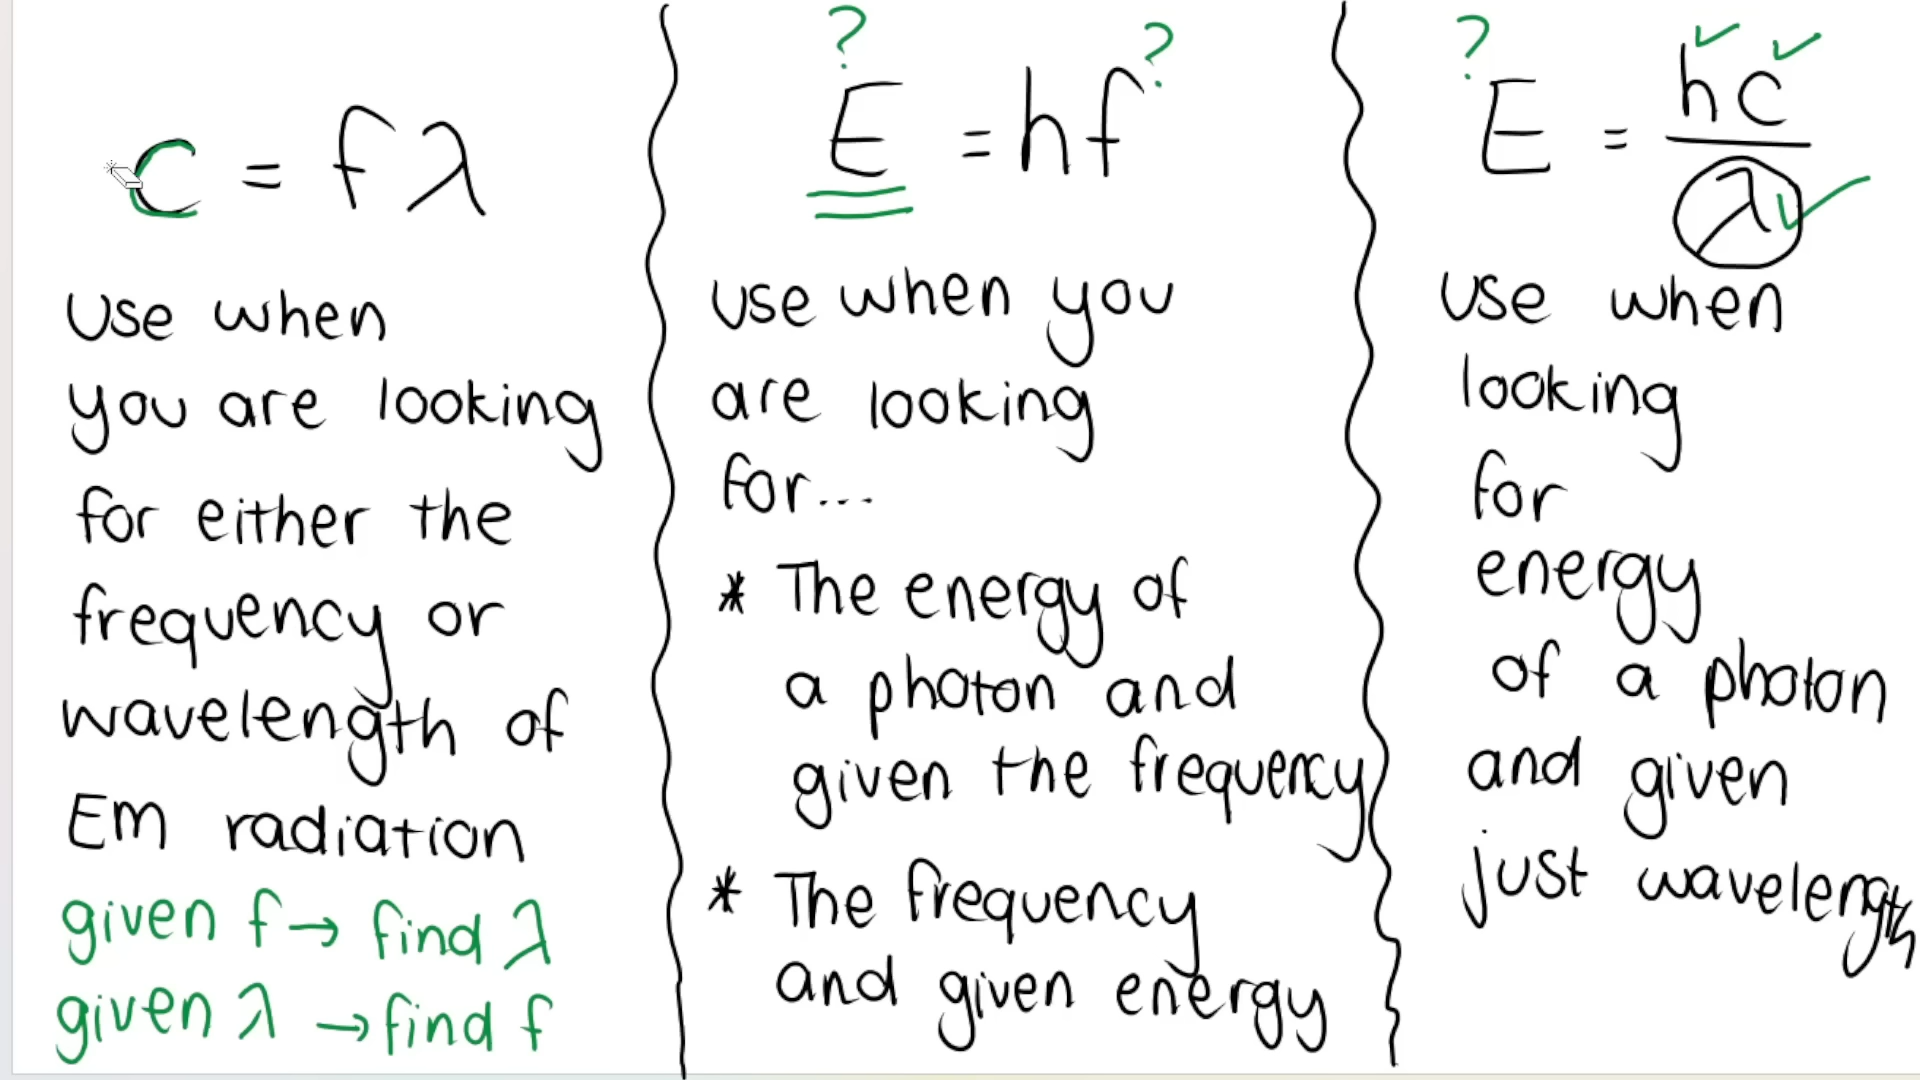 c = fλ
Use when
you are looking
for either the
frequency or
wavelength of
Em radiation
given f → find λ
given λ → find f
? ?
E = hf
use when you
are looking
for...
* The energy of
a photon and
given the frequency
* The frequency
and given energy
? ✓ ✓
E = hc
λ ✓
use when
looking
for
energy
of a photon
and given
just wavelength